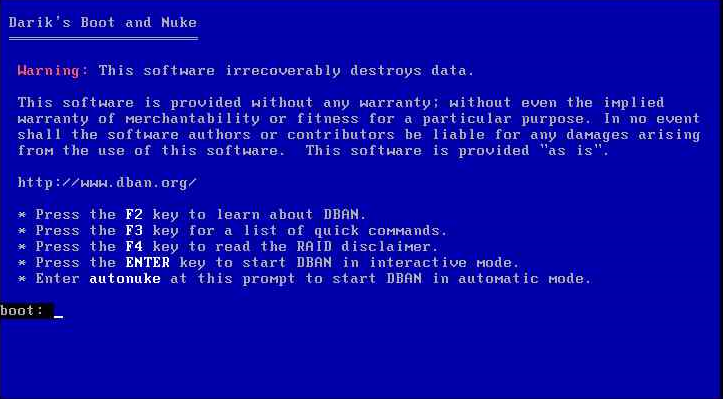 Darik's Boot and Nuke
Warning: This software irrecoverably destroys data.
This software is provided without any warranty; without even the implied
warranty of merchantability or fitness for a particular purpose. In no event
shall the software authors or contributors be liable for any damages arising
from the use of this software.  This software is provided "as is".
http://www.dban.org/
* Press the F2 key to learn about DBAN.
* Press the F3 key for a list of quick commands.
* Press the F4 key to read the RAID disclaimer.
* Press the ENTER key to start DBAN in interactive mode.
* Enter autonuke at this prompt to start DBAN in automatic mode.
boot: _